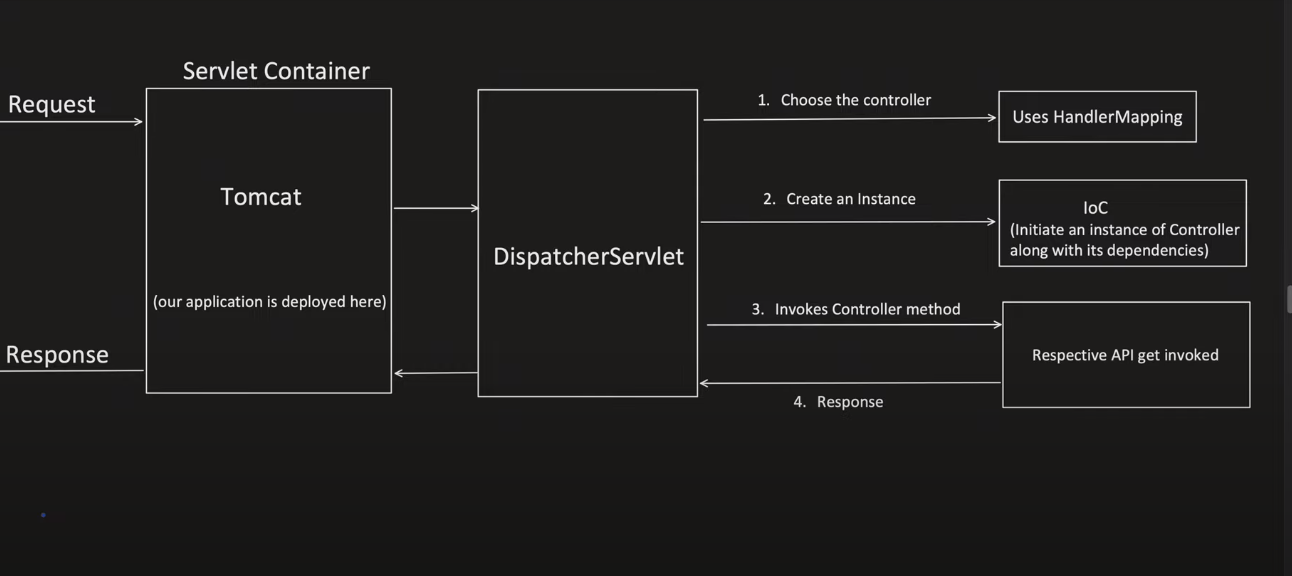 Servlet Container
Request
Tomcat
(our application is deployed here)
Response
DispatcherServlet
1. Choose the controller
Uses HandlerMapping
2. Create an Instance
IoC
(Initiate an instance of Controller
along with its dependencies)
3. Invokes Controller method
Respective API get invoked
4. Response